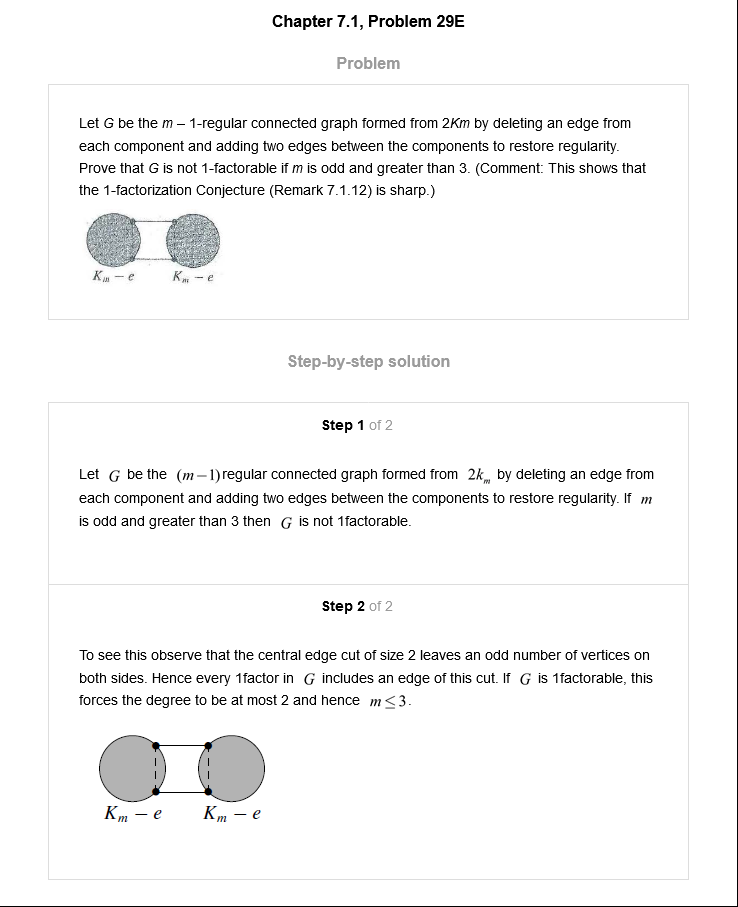 Chapter 7.1, Problem 29E
Problem
Let G be the m – 1-regular connected graph formed from 2Km by deleting an edge from
each component and adding two edges between the components to restore regularity.
Prove that G is not 1-factorable if m is odd and greater than 3. (Comment: This shows that
the 1-factorization Conjecture (Remark 7.1.12) is sharp.)
K_m – e K_m – e
Step-by-step solution
Step 1 of 2
Let G be the (m–1)regular connected graph formed from 2k_m by deleting an edge from
each component and adding two edges between the components to restore regularity. If m
is odd and greater than 3 then G is not 1factorable.
Step 2 of 2
To see this observe that the central edge cut of size 2 leaves an odd number of vertices on
both sides. Hence every 1factor in G includes an edge of this cut. If G is 1factorable, this
forces the degree to be at most 2 and hence m≤3.
K_m – e K_m – e